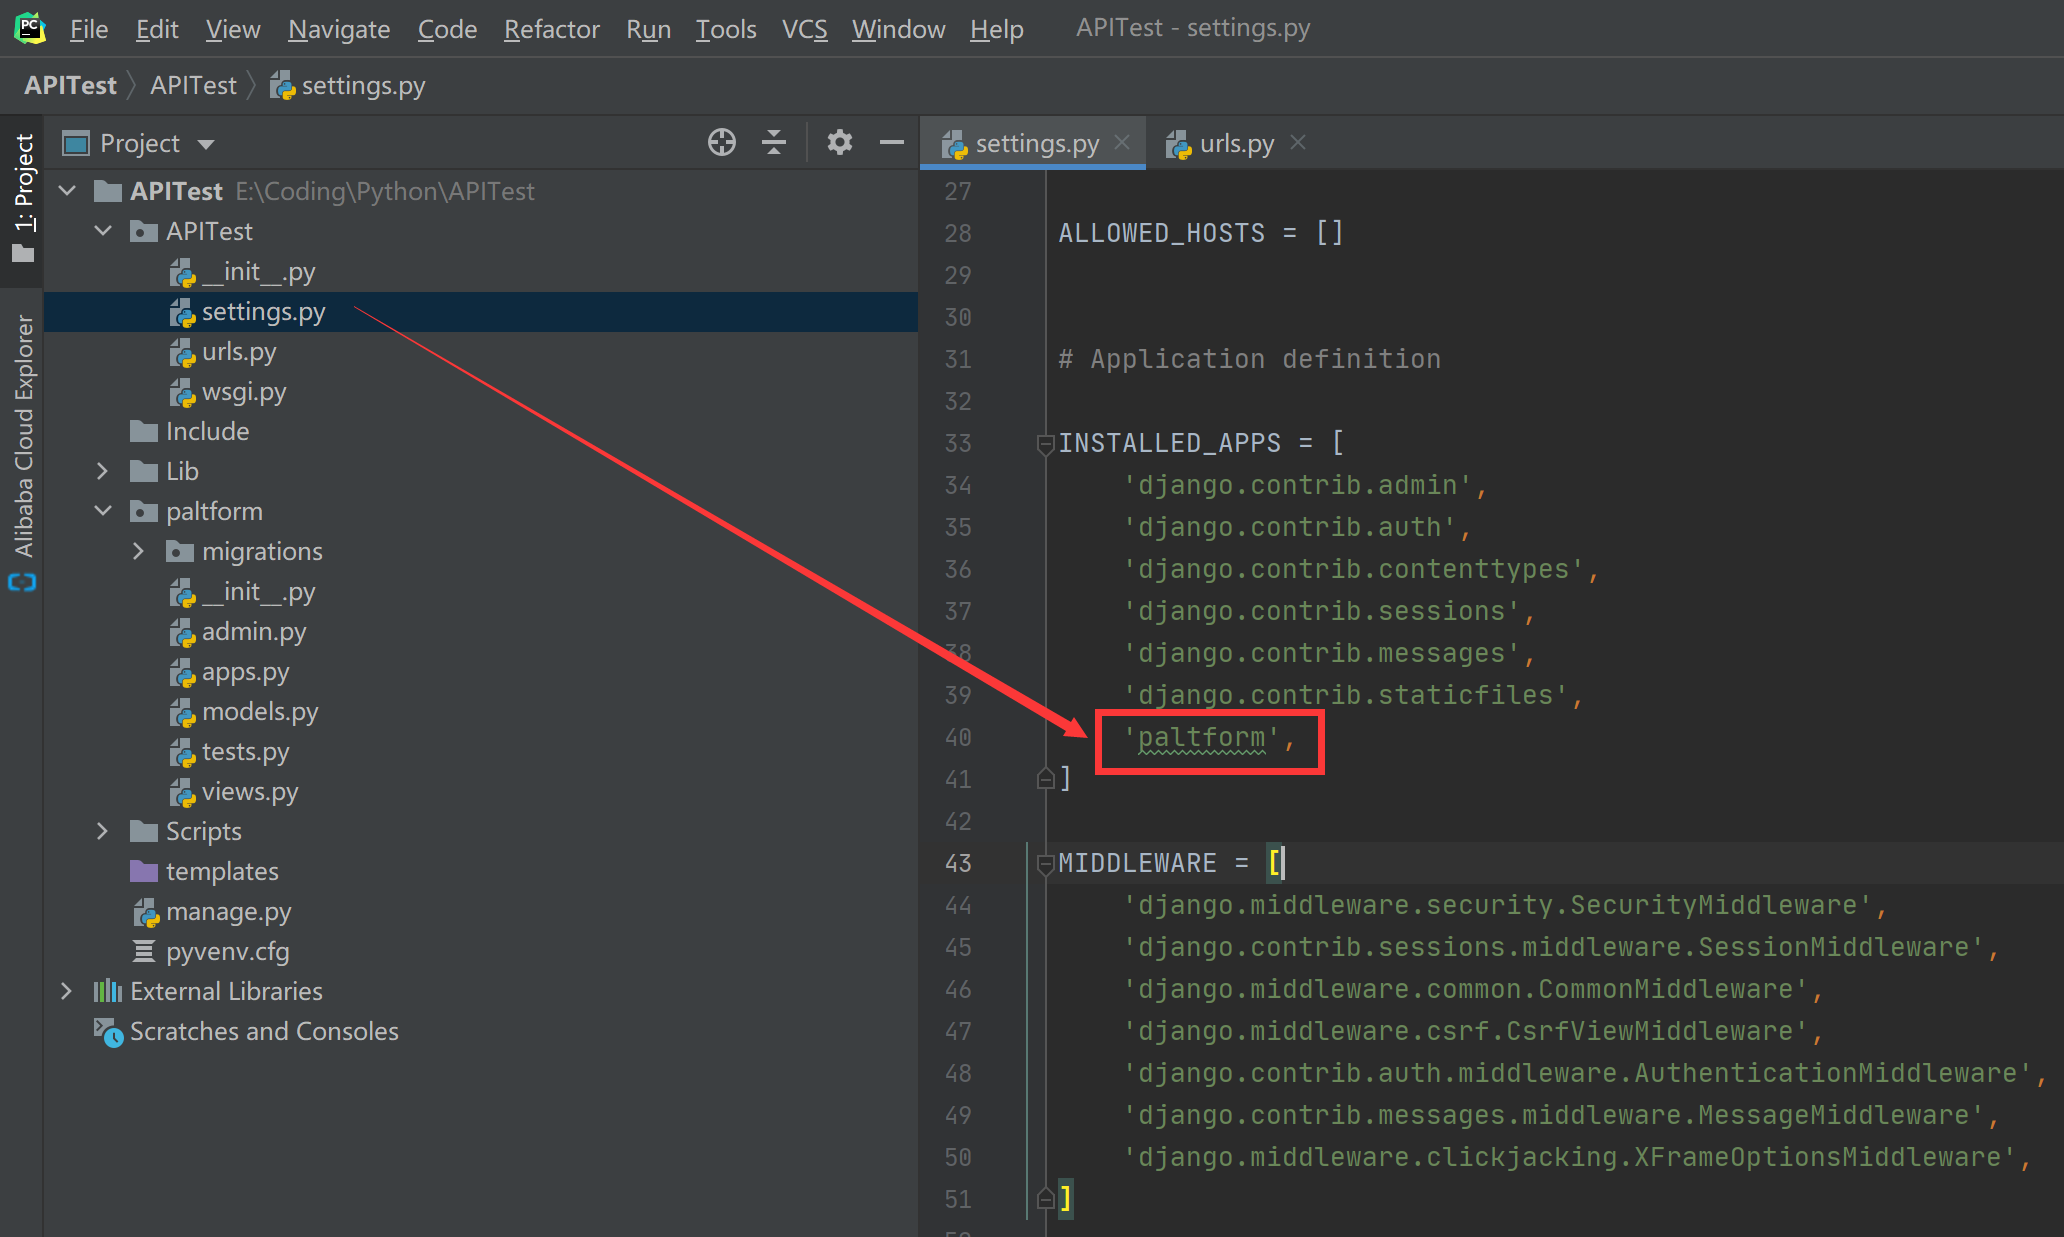 PC File Edit View Navigate Code Refactor Run Tools VCS Window Help APITest - settings.py
APITest APITest settings.py
1: Project
Alibaba Cloud Explorer
Project
APITest E:\Coding\Python\APITest
APITest
__init__.py
settings.py
urls.py
wsgi.py
Include
Lib
paltform
migrations
__init__.py
admin.py
apps.py
models.py
tests.py
views.py
Scripts
templates
manage.py
pyvenv.cfg
External Libraries
Scratches and Consoles
settings.py urls.py
27
28 ALLOWED_HOSTS = []
29
30
31 # Application definition
32
33 INSTALLED_APPS = [
34 'django.contrib.admin',
35 'django.contrib.auth',
36 'django.contrib.contenttypes',
37 'django.contrib.sessions',
38 'django.contrib.messages',
39 'django.contrib.staticfiles',
40 'paltform',
41 ]
42
43 MIDDLEWARE = [
44 'django.middleware.security.SecurityMiddleware',
45 'django.contrib.sessions.middleware.SessionMiddleware',
46 'django.middleware.common.CommonMiddleware',
47 'django.middleware.csrf.CsrfViewMiddleware',
48 'django.contrib.auth.middleware.AuthenticationMiddleware',
49 'django.contrib.messages.middleware.MessageMiddleware',
50 'django.middleware.clickjacking.XFrameOptionsMiddleware',
51 ]